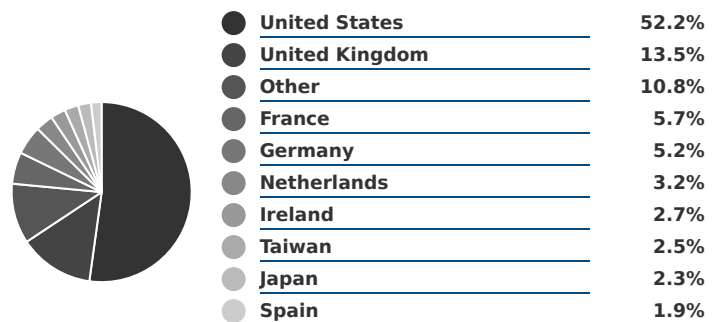 United States 52.2%
United Kingdom 13.5%
Other 10.8%
France 5.7%
Germany 5.2%
Netherlands 3.2%
Ireland 2.7%
Taiwan 2.5%
Japan 2.3%
Spain 1.9%